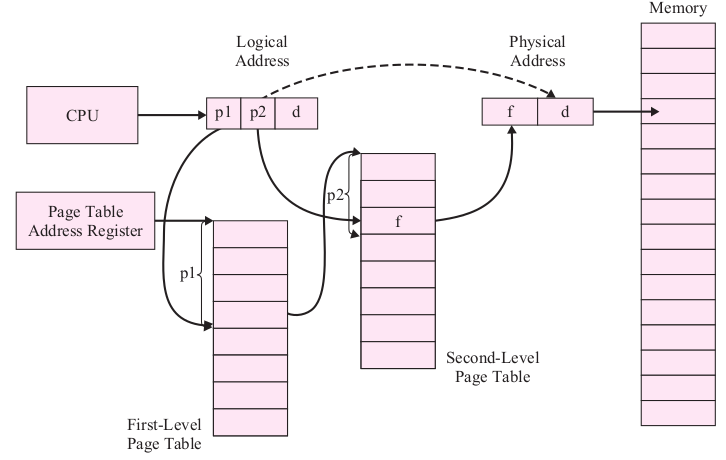 Memory
Logical
Address
Physical
Address
CPU
p1 p2 d
f d
Page Table
Address Register
p2
f
p1
Second-Level
Page Table
First-Level
Page Table